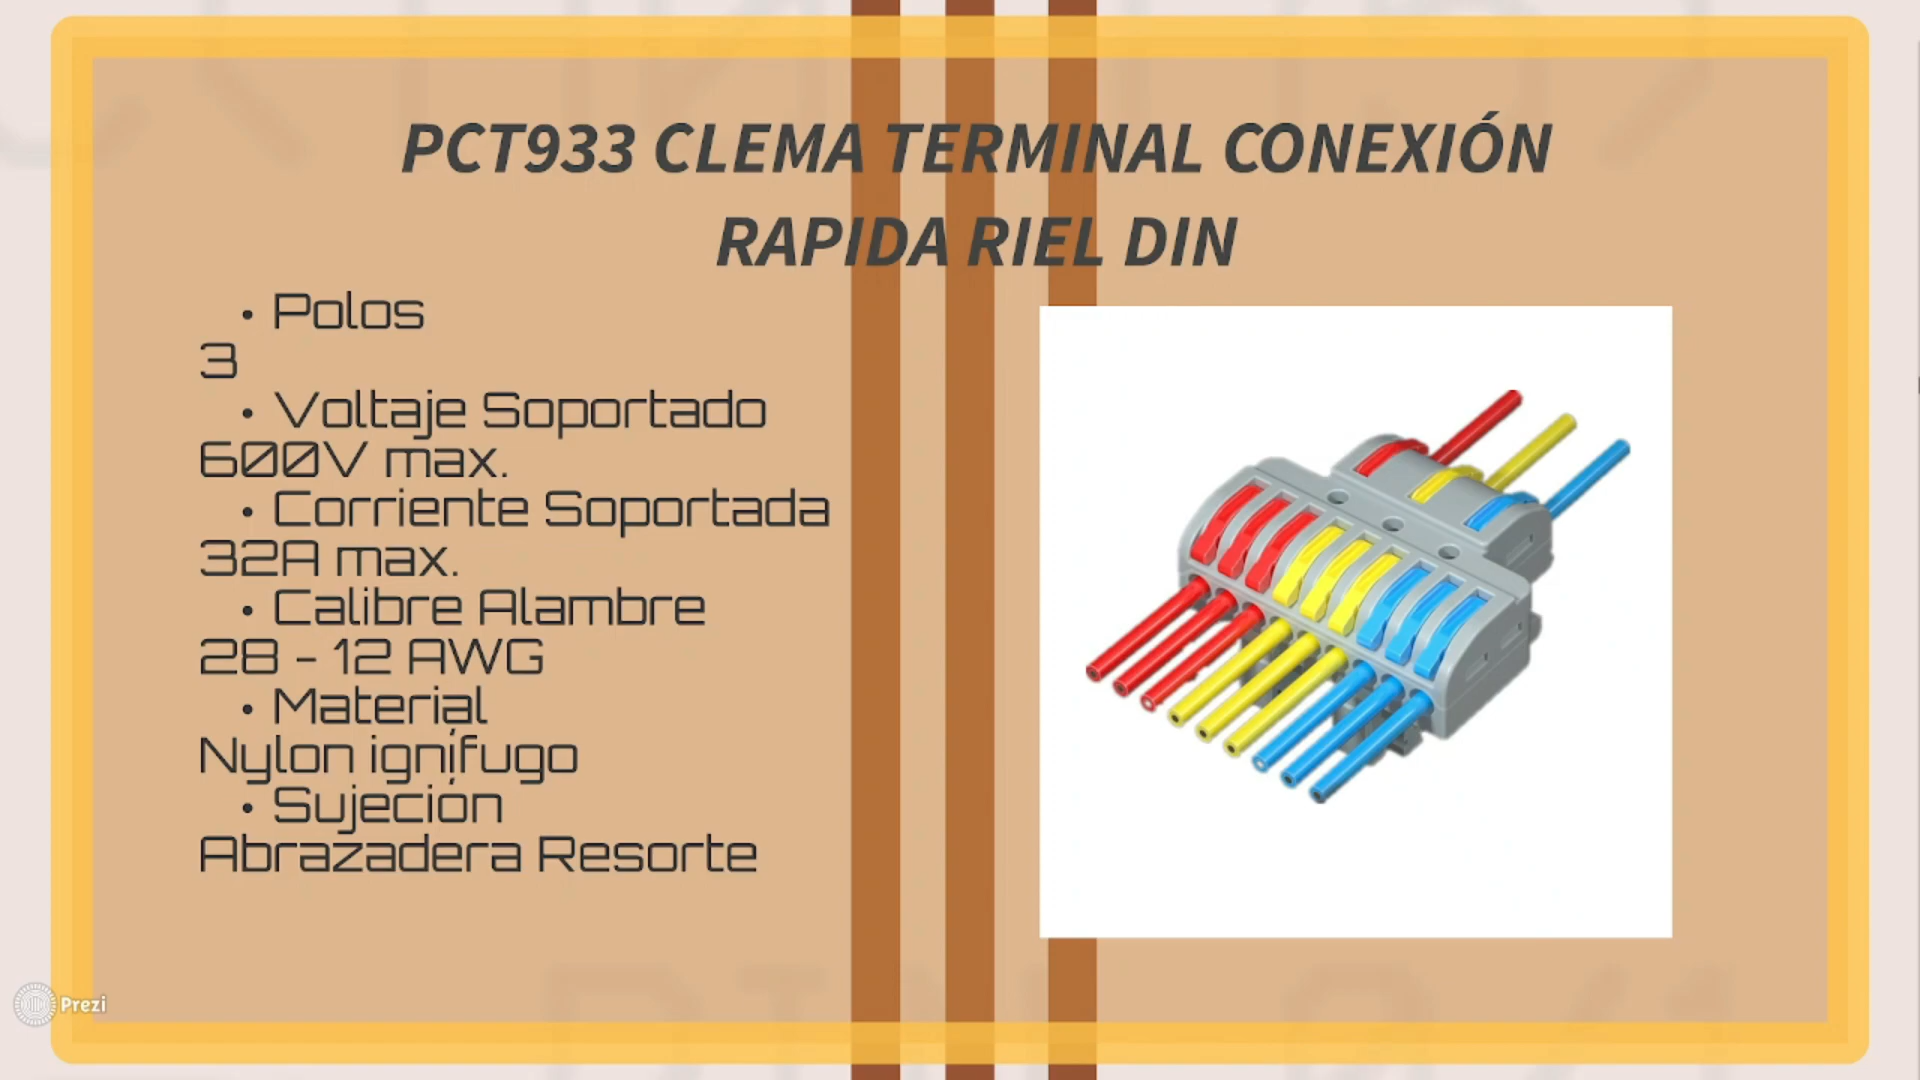 PCT933 CLEMA TERMINAL CONEXIÓN
RAPIDA RIEL DIN
• Polos
3
• Voltaje Soportado
600V max.
• Corriente Soportada
32A max.
• Calibre Alambre
28 - 12 AWG
• Material
Nylon ignífugo
• Sujeción
Abrazadera Resorte
Prezi